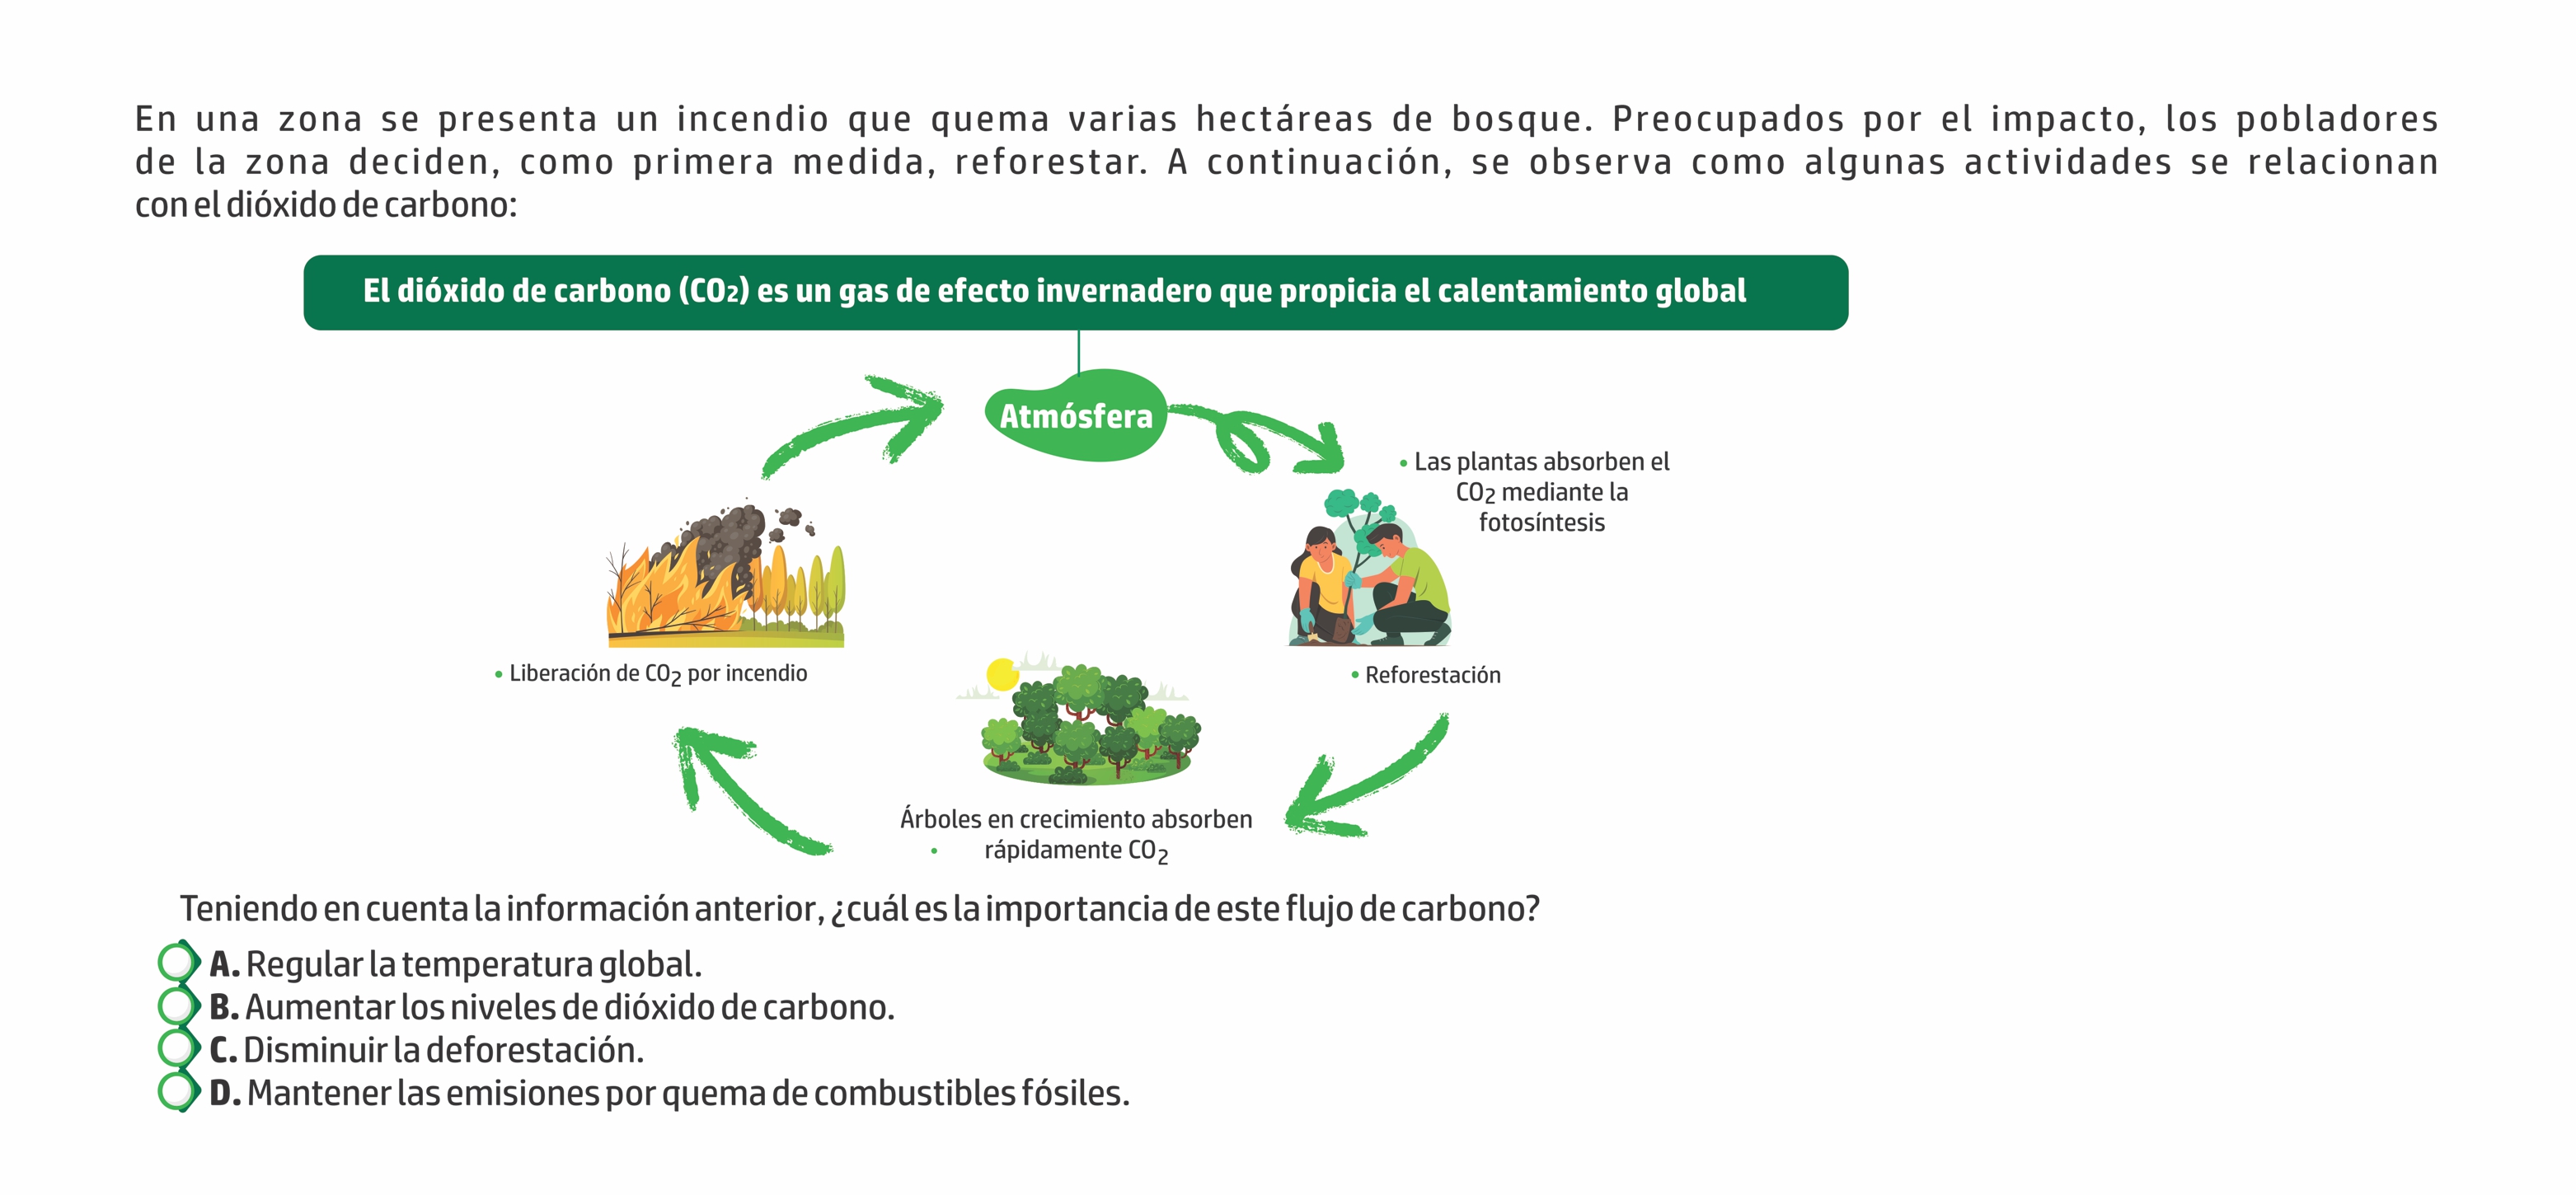 En una zona se presenta un incendio que quema varias hectáreas de bosque. Preocupados por el impacto, los pobladores
de la zona deciden, como primera medida, reforestar. A continuación, se observa como algunas actividades se relacionan
con el dióxido de carbono:
El dióxido de carbono (CO₂) es un gas de efecto invernadero que propicia el calentamiento global
Atmósfera
• Las plantas absorben el
CO₂ mediante la
fotosíntesis
• Liberación de CO₂ por incendio
• Reforestación
Árboles en crecimiento absorben
• rápidamente CO₂
Teniendo en cuenta la información anterior, ¿cuál es la importancia de este flujo de carbono?
A. Regular la temperatura global.
B. Aumentar los niveles de dióxido de carbono.
C. Disminuir la deforestación.
D. Mantener las emisiones por quema de combustibles fósiles.